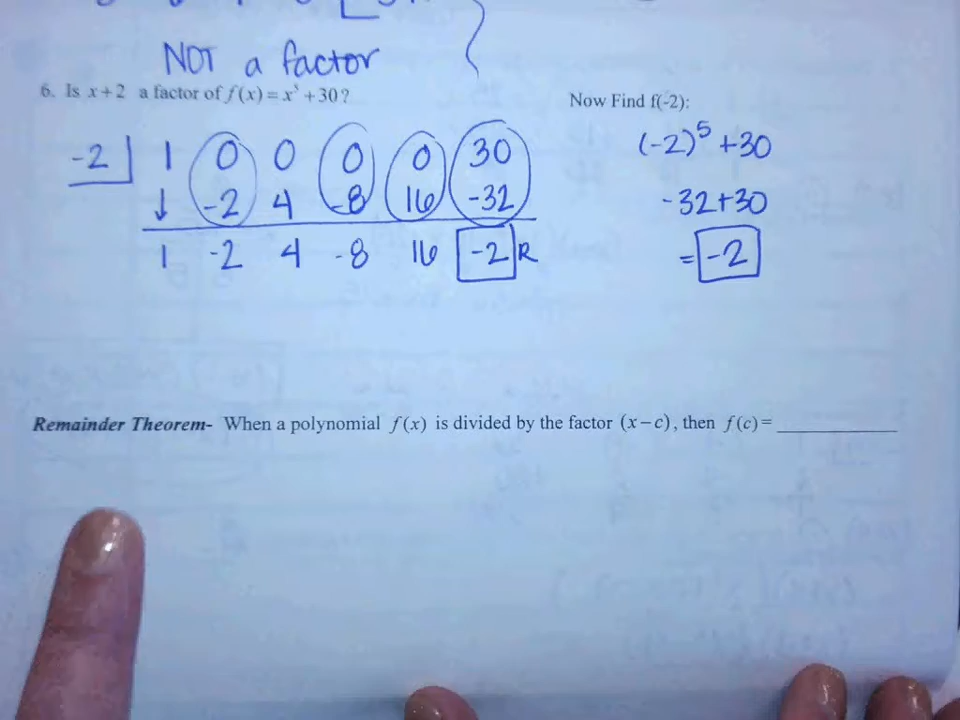 NOT a factor
6. Is x+2 a factor of f(x)=x⁵+30?
Now Find f(-2):
-2 | 1 0 0 0 0 30
↓ -2 4 -8 16 -32
1 -2 4 -8 16 -2 R
(-2)⁵ +30
-32+30
= -2
Remainder Theorem- When a polynomial f(x) is divided by the factor (x-c), then f(c)= ____________